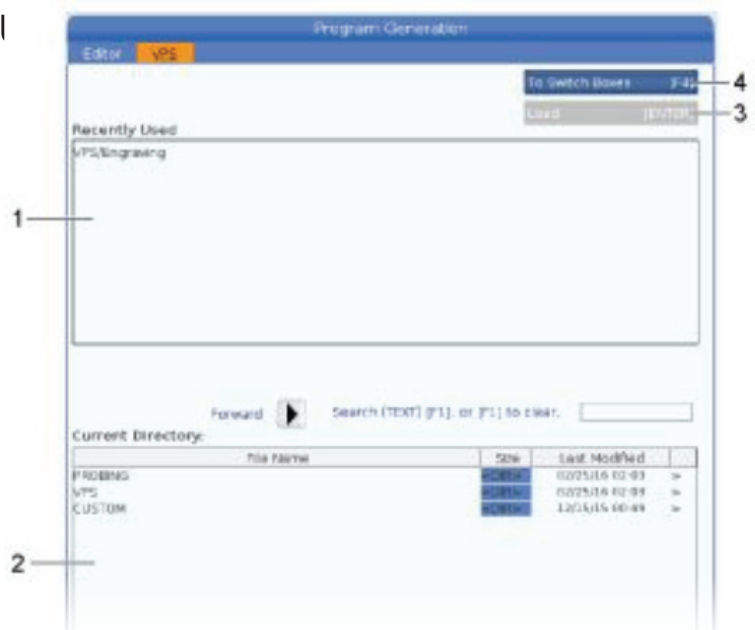 Program Generation
Editor VPS
To Switch Boxes [F4] 4
Load [ENTER] 3
Recently Used
VPS/Engraving
1
Forward Search (TEXT) [F1], or [F1] to clear.
Current Directory:
File Name Size Last Modified
PROBING <DIR> 02/25/16 02:03 >
VPS <DIR> 02/25/16 02:03 >
CUSTOM <DIR> 12/15/15 00:49 >
2